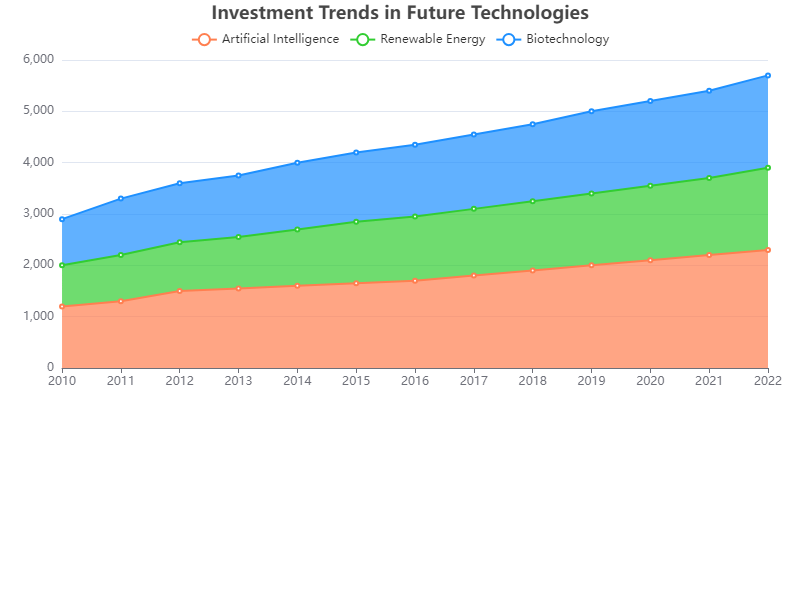 Investment Trends in Future Technologies
Artificial Intelligence Renewable Energy Biotechnology
6,000
5,000
4,000
3,000
2,000
1,000
0
2010 2011 2012 2013 2014 2015 2016 2017 2018 2019 2020 2021 2022